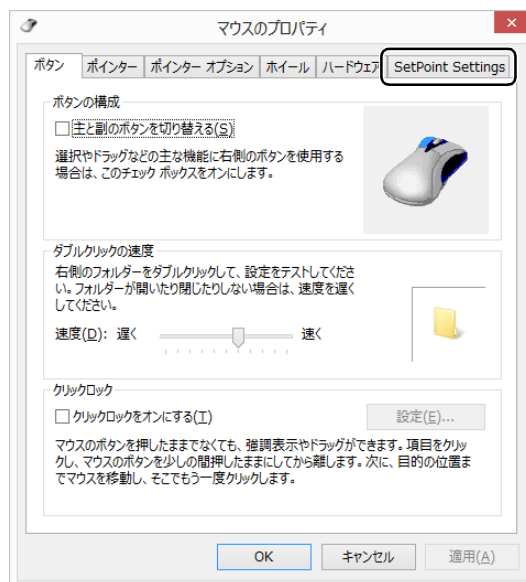 マウスのプロパティ
ボタン ポインター ポインター オプション ホイール ハードウェア SetPoint Settings
ボタンの構成
主と副のボタンを切り替える(S)
選択やドラッグなどの主な機能に右側のボタンを使用する
場合は、このチェック ボックスをオンにします。
ダブルクリックの速度
右側のフォルダーをダブルクリックして、設定をテストしてくださ
い。フォルダーが開いたり閉じたりしない場合は、速度を遅く
してください。
速度(D): 遅く 速く
クリックロック
クリックロックをオンにする(T)
設定(E)...
マウスのボタンを押したままでなくても、強調表示やドラッグができます。項目をクリッ
クし、マウスのボタンを少しの間押したままにしてから離します。次に、目的の位置ま
でマウスを移動し、そこでもう一度クリックします。
OK キャンセル 適用(A)